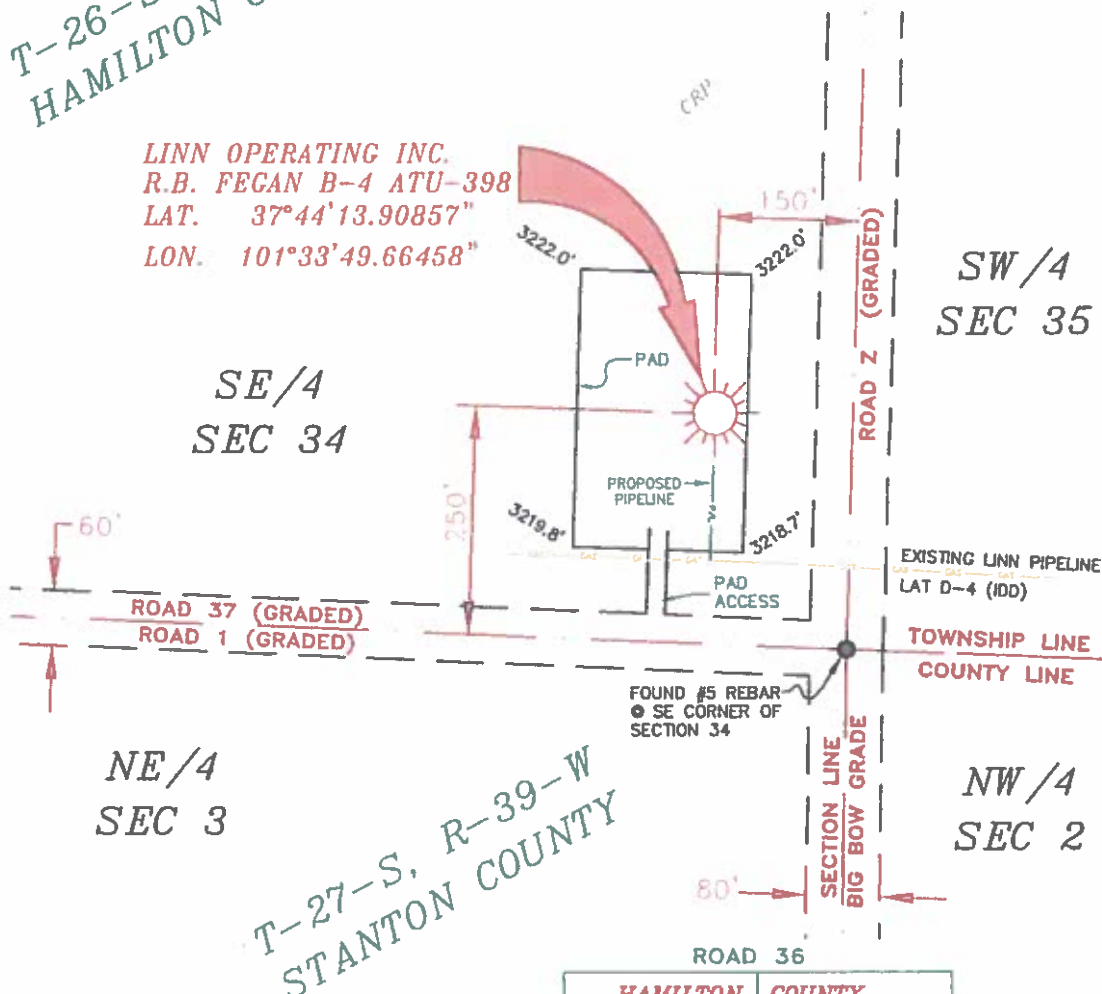 T-26-S
HAMILTON
CRP
LINN OPERATING INC.
R.B. FEGAN B-4 ATU-398
LAT. 37°44'13.90857"
LON. 101°33'49.66458"
150'
3222.0'
3222.0'
ROAD Z (GRADED)
SW/4
SEC 35
PAD
SE/4
SEC 34
250'
PROPOSED
PIPELINE
3219.8'
3218.7'
60'
EXISTING LINN PIPELINE
LAT D-4 (IDD)
PAD
ACCESS
ROAD 37 (GRADED)
ROAD 1 (GRADED)
TOWNSHIP LINE
COUNTY LINE
FOUND #5 REBAR
@ SE CORNER OF
SECTION 34
NE/4
SEC 3
SECTION LINE
BIG BOW GRADE
NW/4
SEC 2
T-27-S, R-39-W
STANTON COUNTY
80'
ROAD 36
HAMILTON COUNTY